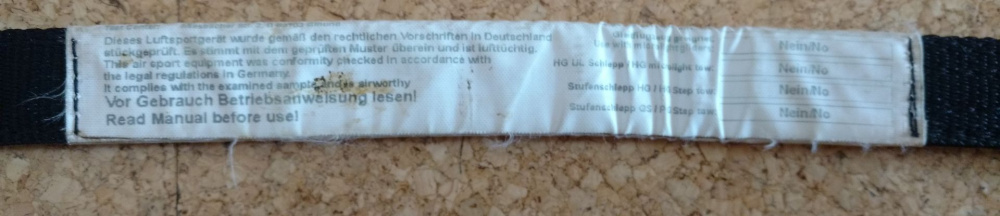 Dieses Luftsportgerät wurde gemäß den rechtlichen Vorschriften in Deutschland
stückgeprüft. Es stimmt mit dem geprüften Muster überein und ist lufttüchtig.
This air sport equipment was conformity checked in accordance with
the legal regulations in Germany.
It complies with the examined sample and is airworthy
Vor Gebrauch Betriebsanweisung lesen!
Read Manual before use!
Nein/No
HG UL Schlepp / HG Nein/No
Stufenschlepp HG / HG Step tow: Nein/No
Stufenschlepp GS / PG Step tow: Nein/No